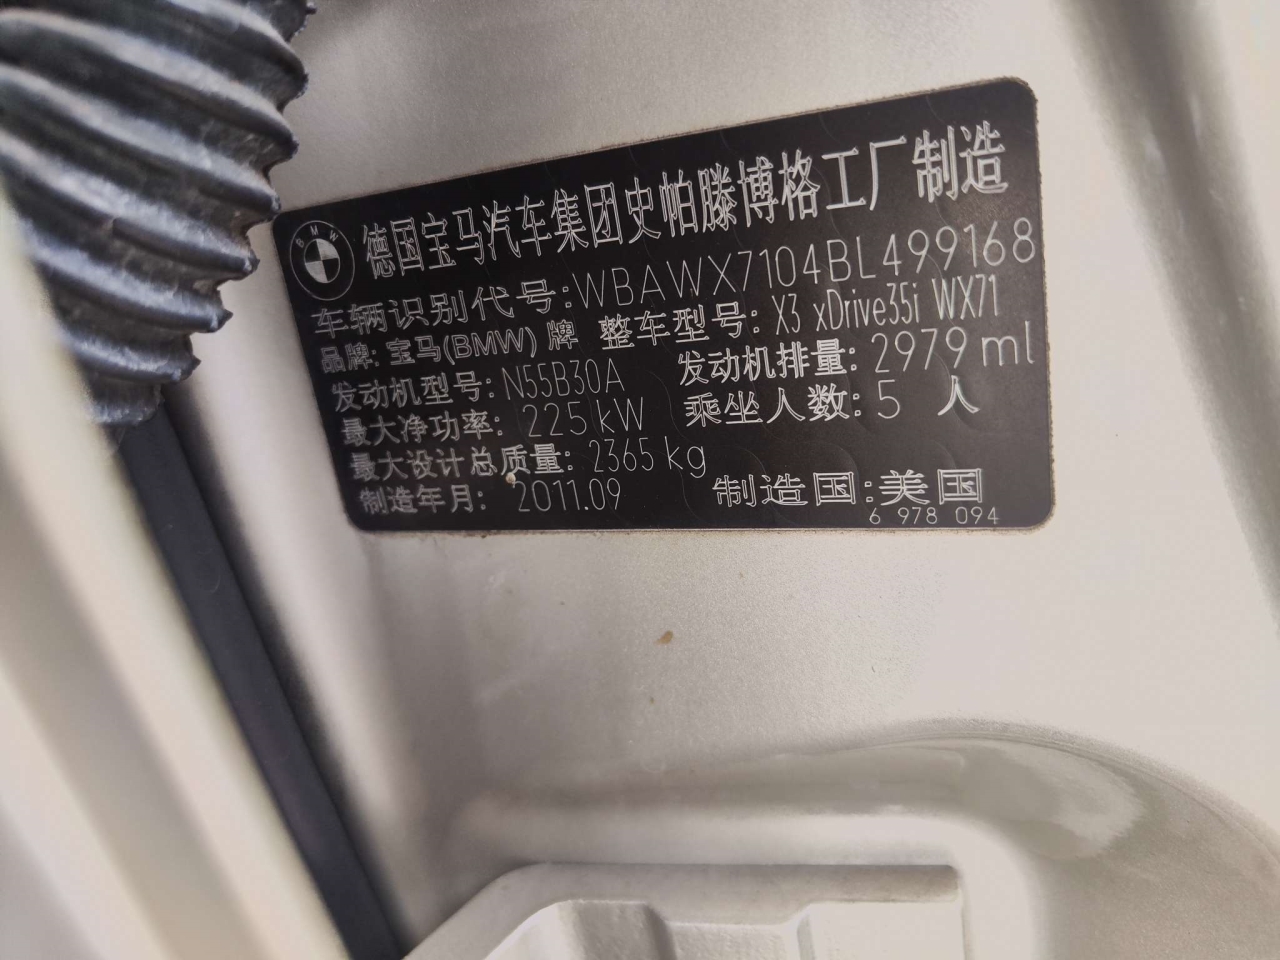 BMW
德国宝马汽车集团史帕滕博格工厂制造
车辆识别代号:WBAWX7104BL499168
品牌:宝马(BMW)牌 整车型号:X3 xDrive35i WX71
发动机型号:N55B30A 发动机排量:2979 ml
最大净功率:225 kW 乘坐人数:5 人
最大设计总质量:2365 kg
制造年月:2011.09 制造国:美国
6 978 094